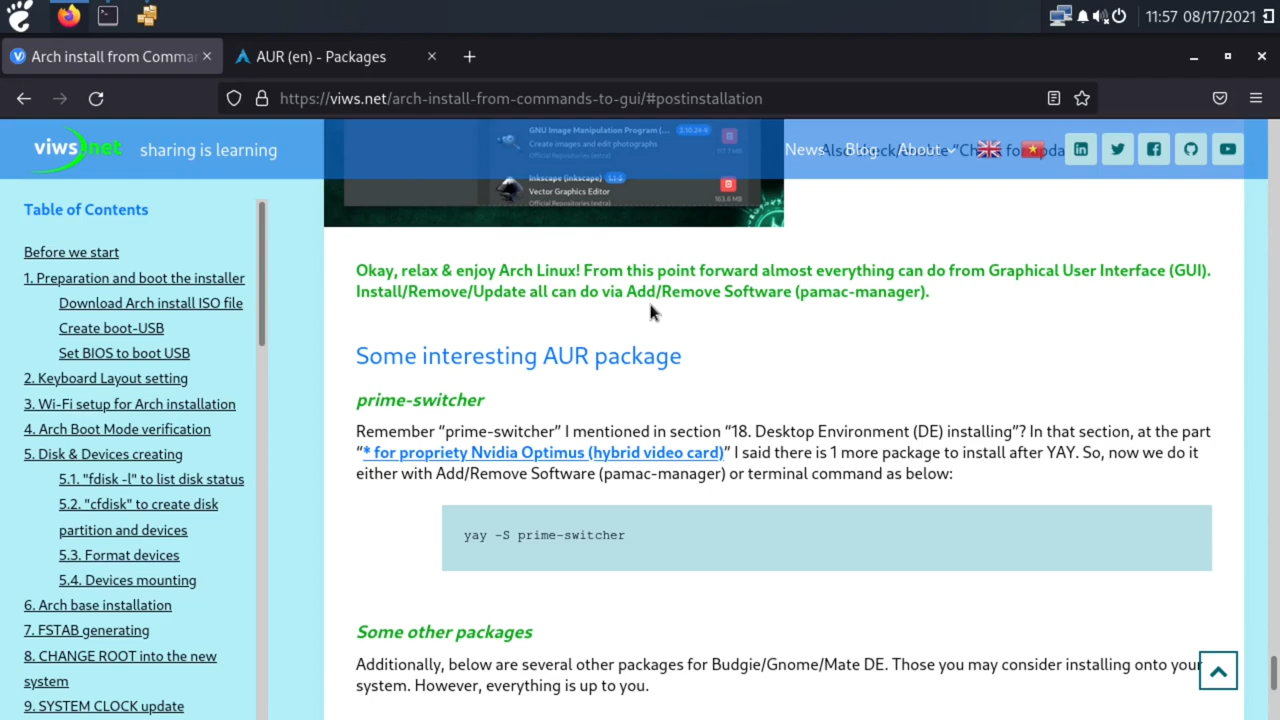 11:57 08/17/2021
Arch install from Comma
AUR (en) - Packages
https://viws.net/arch-install-from-commands-to-gui/#postinstallation
viws.net
sharing is learning
News
Blog
About
Table of Contents
Before we start
1. Preparation and boot the installer
Download Arch install ISO file
Create boot-USB
Set BIOS to boot USB
2. Keyboard Layout setting
3. Wi-Fi setup for Arch installation
4. Arch Boot Mode verification
5. Disk & Devices creating
5.1. "fdisk -l" to list disk status
5.2. "cfdisk" to create disk
partition and devices
5.3. Format devices
5.4. Devices mounting
6. Arch base installation
7. FSTAB generating
8. CHANGE ROOT into the new
system
9. SYSTEM CLOCK update
GNU Image Manipulation Program (...
2.10.24-6
Create images and edit photographs
Official Repositories (extra)
Inkscape (inkscape)
Vector Graphics Editor
163.6 MB
Official Repositories (extra)
Okay, relax & enjoy Arch Linux! From this point forward almost everything can do from Graphical User Interface (GUI).
Install/Remove/Update all can do via Add/Remove Software (pamac-manager).
Some interesting AUR package
prime-switcher
Remember “prime-switcher” I mentioned in section “18. Desktop Environment (DE) installing”? In that section, at the part
“* for propriety Nvidia Optimus (hybrid video card)” I said there is 1 more package to install after YAY. So, now we do it
either with Add/Remove Software (pamac-manager) or terminal command as below:
yay -S prime-switcher
Some other packages
Additionally, below are several other packages for Budgie/Gnome/Mate DE. Those you may consider installing onto your
system. However, everything is up to you.